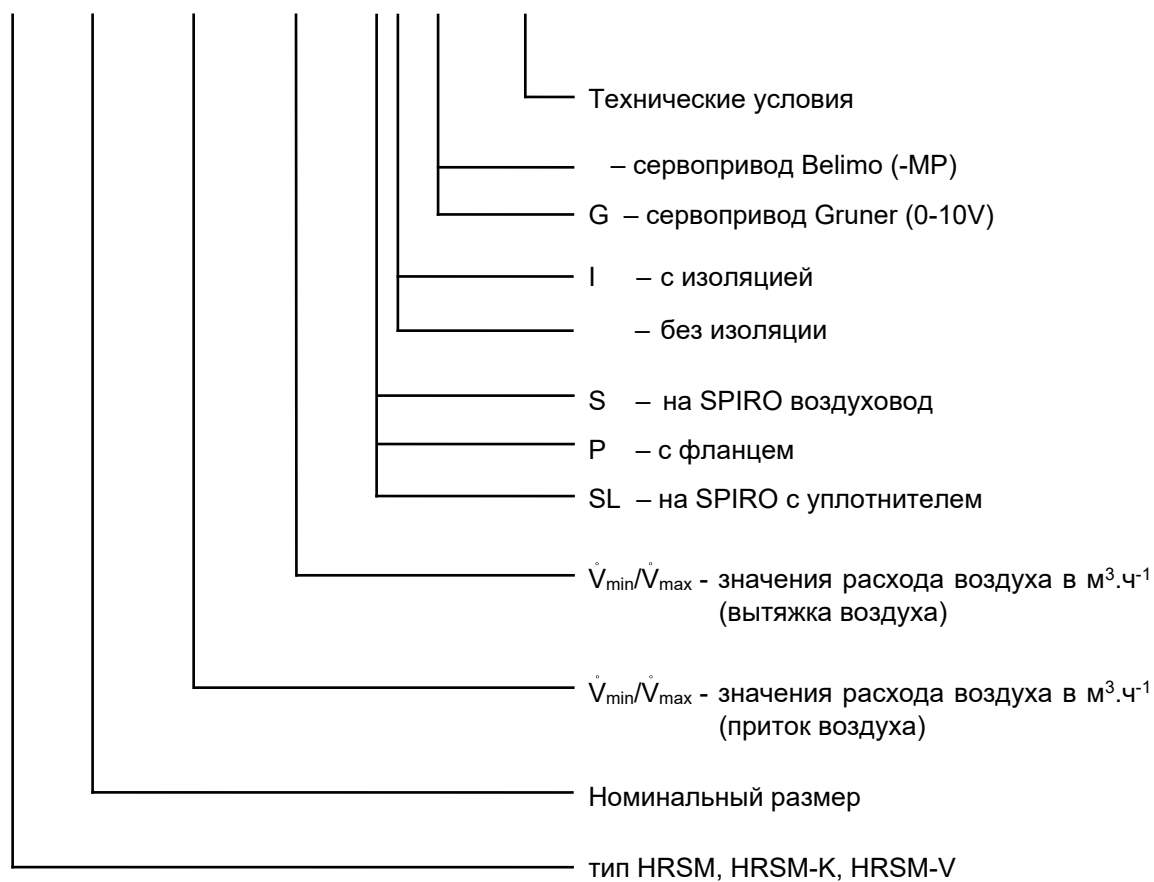 Технические условия
– сервопривод Belimo (-MP)
G – сервопривод Gruner (0-10V)
I – с изоляцией
– без изоляции
S – на SPIRO воздуховод
P – с фланцем
SL – на SPIRO с уплотнителем
V̊min/V̊max - значения расхода воздуха в м³.ч⁻¹
(вытяжка воздуха)
V̊min/V̊max - значения расхода воздуха в м³.ч⁻¹
(приток воздуха)
Номинальный размер
тип HRSM, HRSM-K, HRSM-V